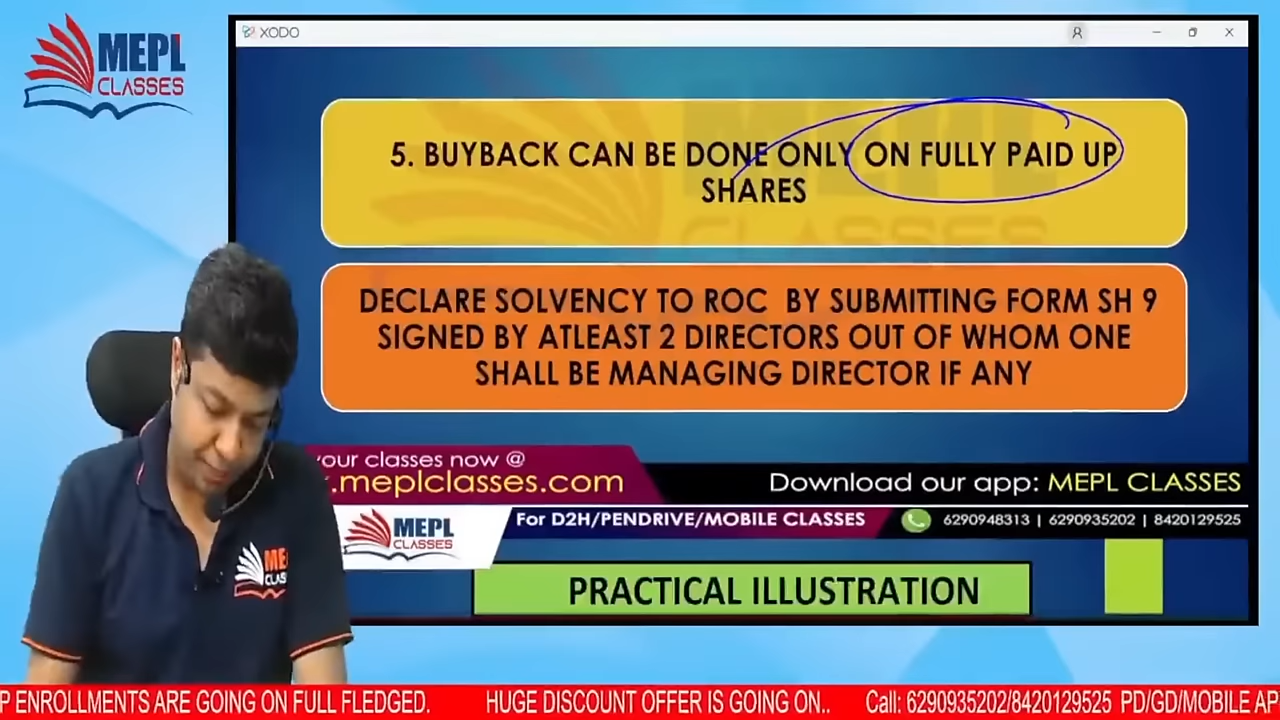 MEPL
CLASSES
XODO
5. BUYBACK CAN BE DONE ONLY ON FULLY PAID UP
SHARES
DECLARE SOLVENCY TO ROC BY SUBMITTING FORM SH 9
SIGNED BY ATLEAST 2 DIRECTORS OUT OF WHOM ONE
SHALL BE MANAGING DIRECTOR IF ANY
your classes now @
.meplclasses.com
Download our app: MEPL CLASSES
MEPL
CLASSES
For D2H/PENDRIVE/MOBILE CLASSES
6290948313 | 6290935202 | 8420129525
PRACTICAL ILLUSTRATION
P ENROLLMENTS ARE GOING ON FULL FLEDGED. HUGE DISCOUNT OFFER IS GOING ON.. Call: 6290935202/8420129525 PD/GD/MOBILE AP